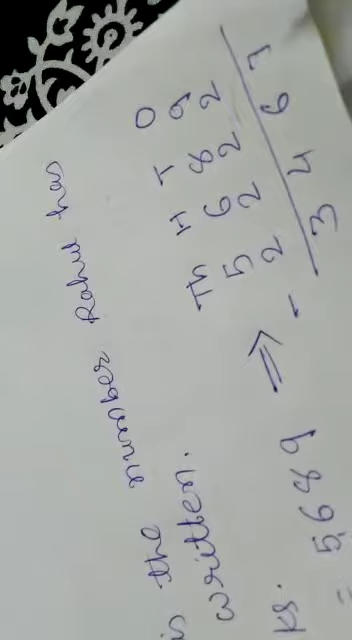 is the number Rahul has
written.
ks.
= 5689 ⇒
Th H T O
5 6 8 9
- 2 2 2 2
3 4 6 7